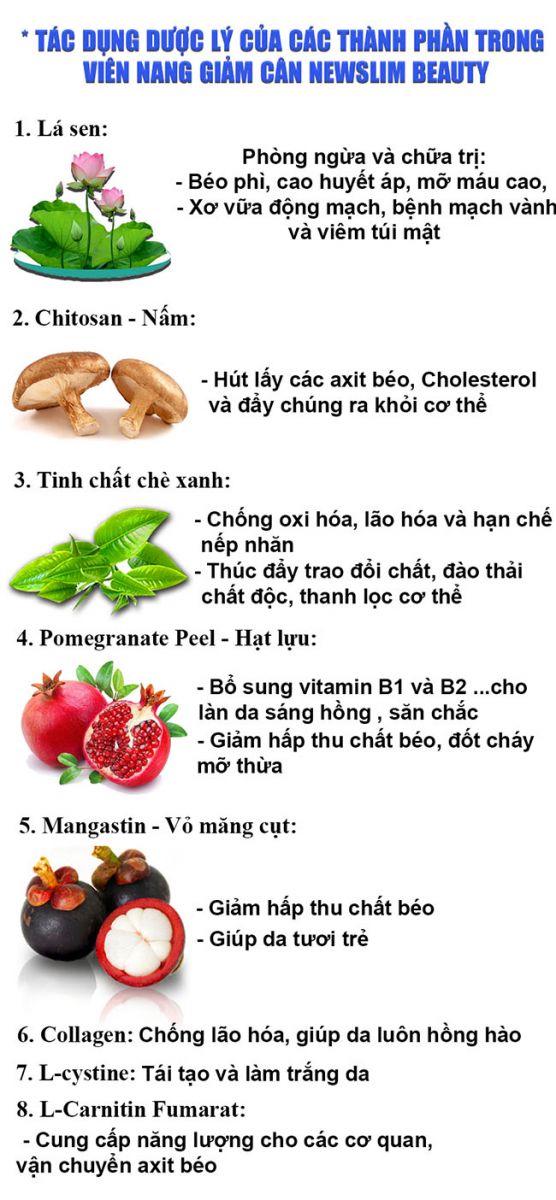 * TÁC DỤNG DƯỢC LÝ CỦA CÁC THÀNH PHẦN TRONG
VIÊN NANG GIẢM CÂN NEWSLIM BEAUTY
1. Lá sen:
Phòng ngừa và chữa trị:
- Béo phì, cao huyết áp, mỡ máu cao,
- Xơ vữa động mạch, bệnh mạch vành
và viêm túi mật
2. Chitosan - Nấm:
- Hút lấy các axit béo, Cholesterol
và đẩy chúng ra khỏi cơ thể
3. Tinh chất chè xanh:
- Chống oxi hóa, lão hóa và hạn chế
nếp nhăn
- Thúc đẩy trao đổi chất, đào thải
chất độc, thanh lọc cơ thể
4. Pomegranate Peel - Hạt lựu:
- Bổ sung vitamin B1 và B2 ...cho
làn da sáng hồng , săn chắc
- Giảm hấp thu chất béo, đốt cháy
mỡ thừa
5. Mangastin - Vỏ măng cụt:
- Giảm hấp thu chất béo
- Giúp da tươi trẻ
6. Collagen: Chống lão hóa, giúp da luôn hồng hào
7. L-cystine: Tái tạo và làm trắng da
8. L-Carnitin Fumarat:
- Cung cấp năng lượng cho các cơ quan,
vận chuyển axit béo